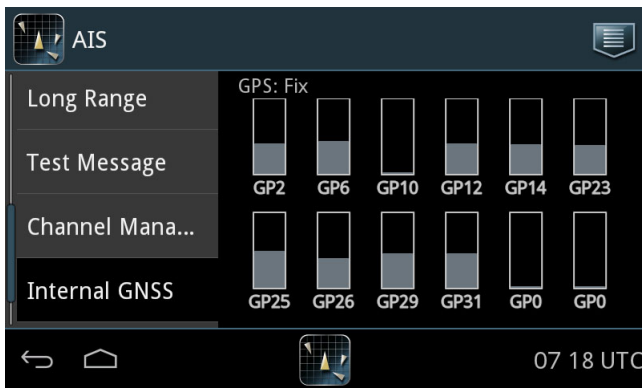 AIS
Long Range
Test Message
Channel Mana...
Internal GNSS
GPS: Fix
GP2 GP6 GP10 GP12 GP14 GP23
GP25 GP26 GP29 GP31 GP0 GP0
07 18 UTC